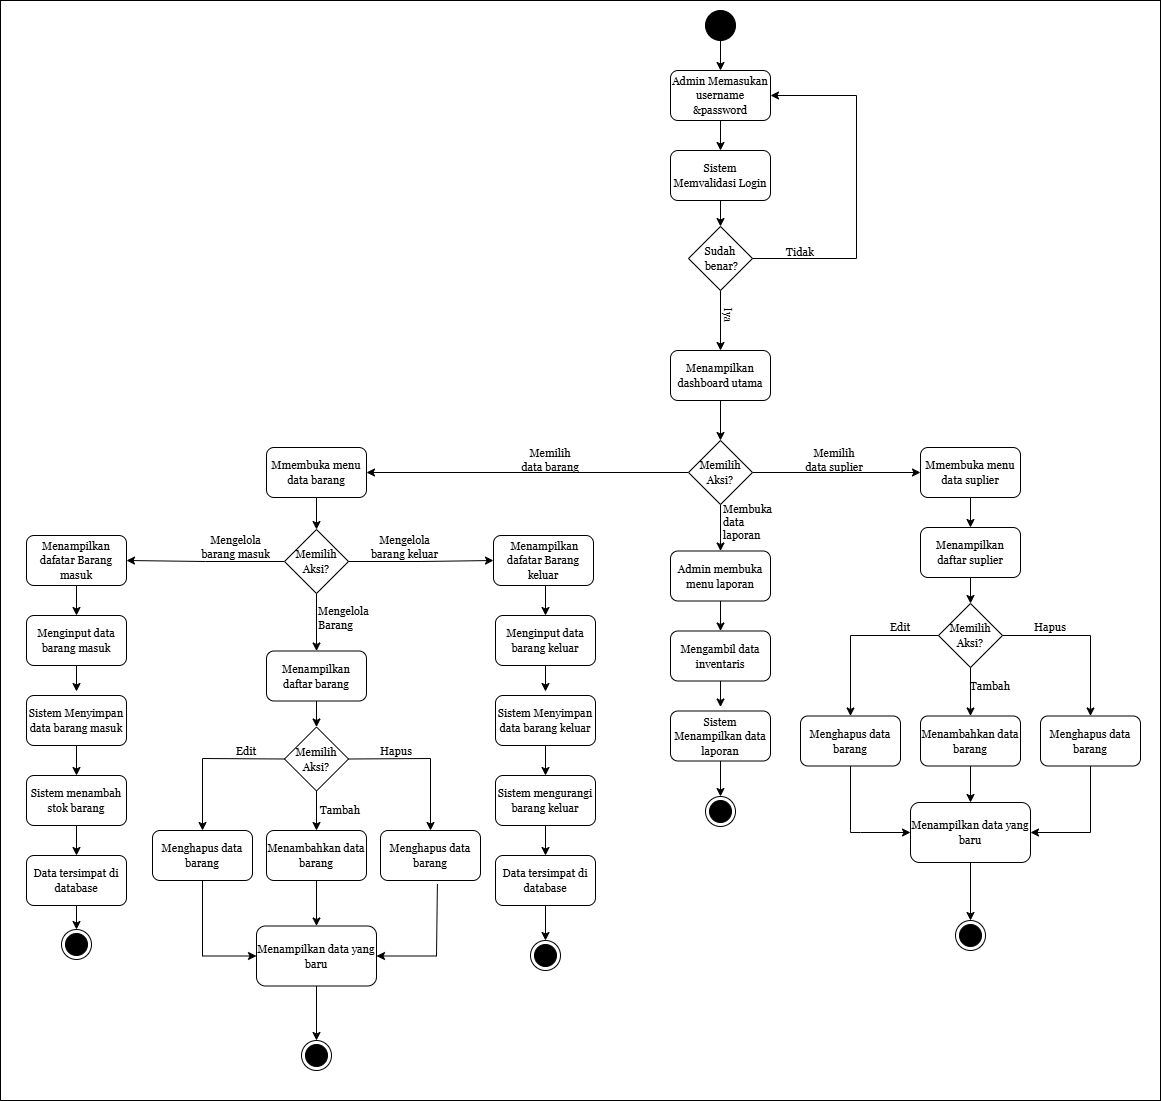 Admin Memasukan
username
&password
Sistem
Memvalidasi Login
Sudah
benar?
Tidak
Iya
Menampilkan
dashboard utama
Memilih
Aksi?
Memilih
data barang
Memilih
data suplier
Membuka
data
laporan
Mmembuka menu
data barang
Memilih
Aksi?
Mengelola
barang masuk
Mengelola
barang keluar
Mengelola
Barang
Menampilkan
dafatar Barang
masuk
Menginput data
barang masuk
Sistem Menyimpan
data barang masuk
Sistem menambah
stok barang
Data tersimpat di
database
Menampilkan
daftar barang
Memilih
Aksi?
Edit
Tambah
Hapus
Menghapus data
barang
Menambahkan data
barang
Menghapus data
barang
Menampilkan data yang
baru
Menampilkan
dafatar Barang
keluar
Menginput data
barang keluar
Sistem Menyimpan
data barang keluar
Sistem mengurangi
barang keluar
Data tersimpat di
database
Admin membuka
menu laporan
Mengambil data
inventaris
Sistem
Menampilkan data
laporan
Mmembuka menu
data suplier
Menampilkan
daftar suplier
Memilih
Aksi?
Edit
Tambah
Hapus
Menghapus data
barang
Menambahkan data
barang
Menghapus data
barang
Menampilkan data yang
baru